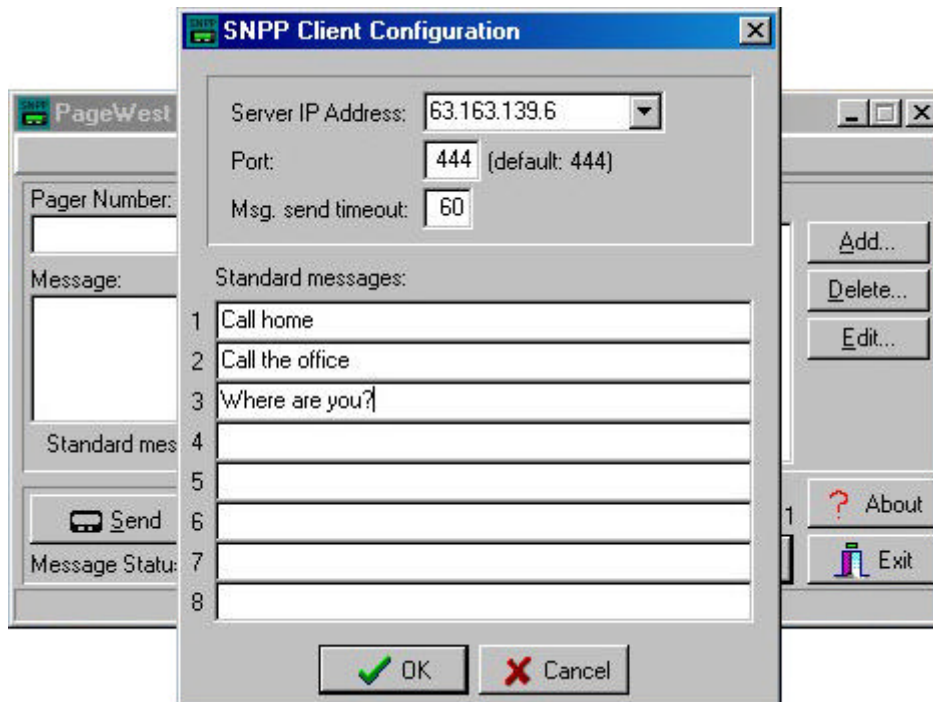 SNPP SNPP Client Configuration
SNPP PageWest
Server IP Address: 63.163.139.6
Port: 444 (default: 444)
Msg. send timeout: 60
Pager Number:
Add...
Message:
Standard messages:
Delete...
1 Call home
Edit...
2 Call the office
3 Where are you?
Standard mes
4
5
6
7
8
Send
1
About
Message Statu
Exit
OK
Cancel